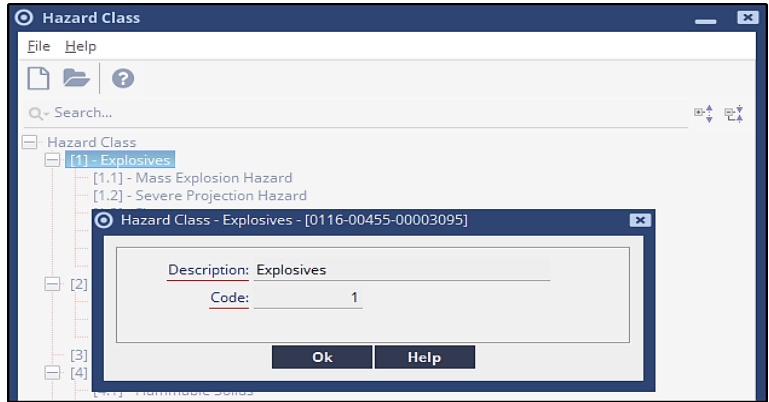 Hazard Class
File Help
Search...
Hazard Class
[1] - Explosives
[1.1] - Mass Explosion Hazard
[1.2] - Severe Projection Hazard
Hazard Class - Explosives - [0116-00455-00003095]
Description: Explosives
Code: 1
[2]
Ok Help
[3]
[4]